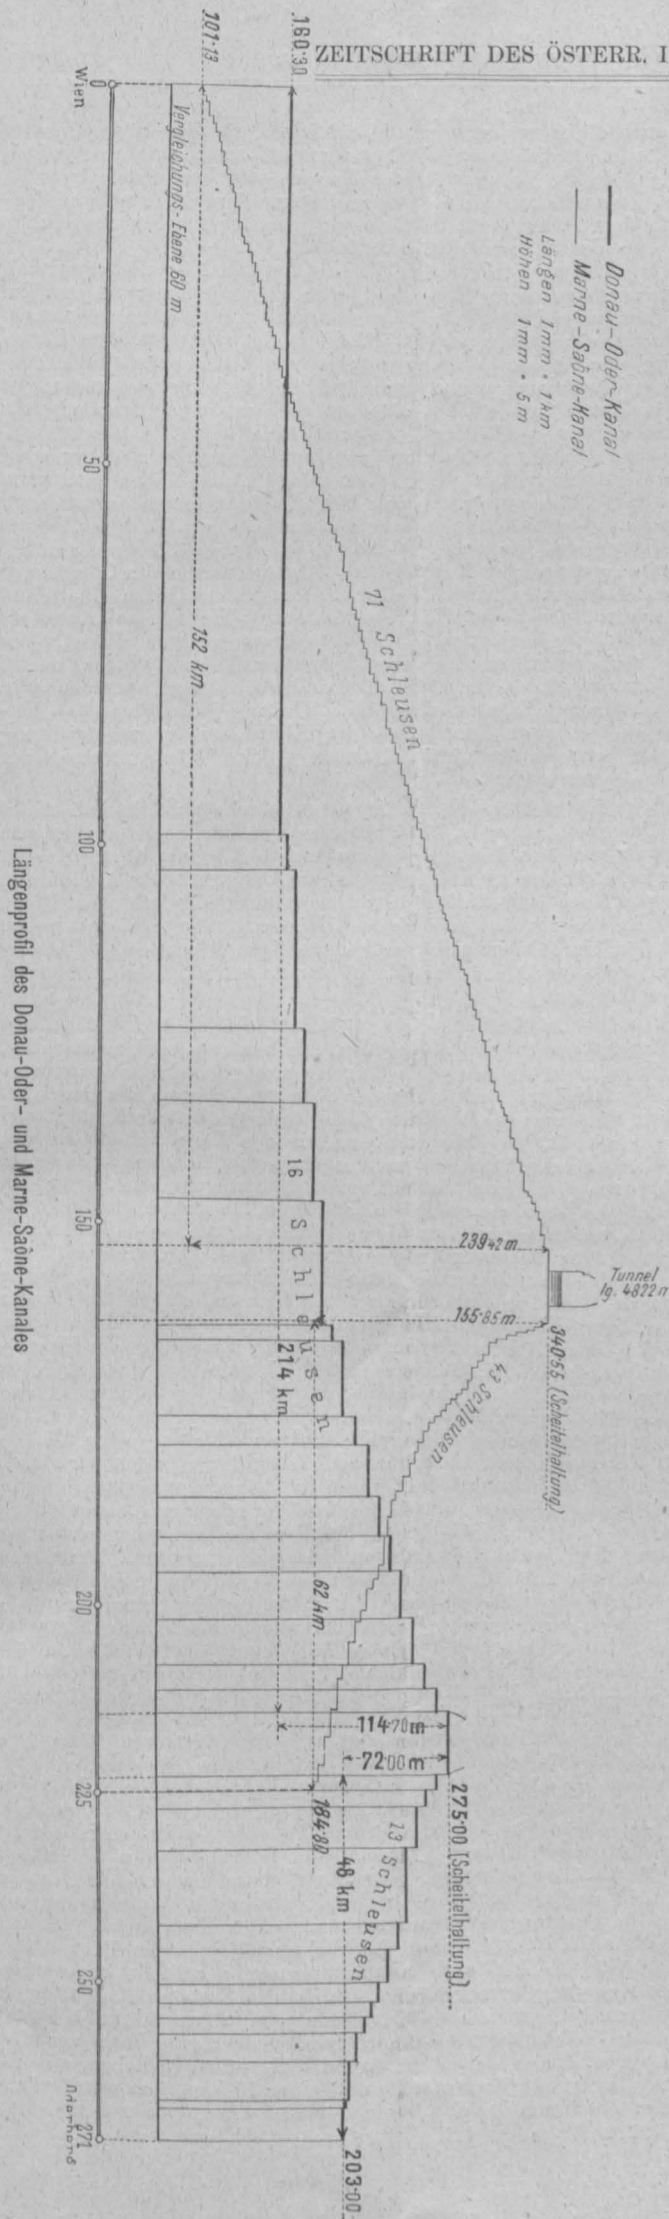 ZEITSCHRIFT DES ÖSTERR. I
Donau-Oder-Kanal
Marne-Saône-Kanal
Längen 1mm = 1km
Höhen 1mm = 5m
160·30
101·13
0
Wien
Vergleichungs-Ebene 60 m
50
152 km
71 Schleusen
100
16 Schleusen
150
239·42 m
Tunnel
lg. 4822 m
155·85 m
340·55 (Scheitelhaltung)
43 Schleusen
214 km
62 km
200
114·70 m
72·00 m
275·00 (Scheitelhaltung)
225
184·80
13 Schleusen
48 km
250
271
203·00
Längenprofil des Donau-Oder- und Marne-Saône-Kanales